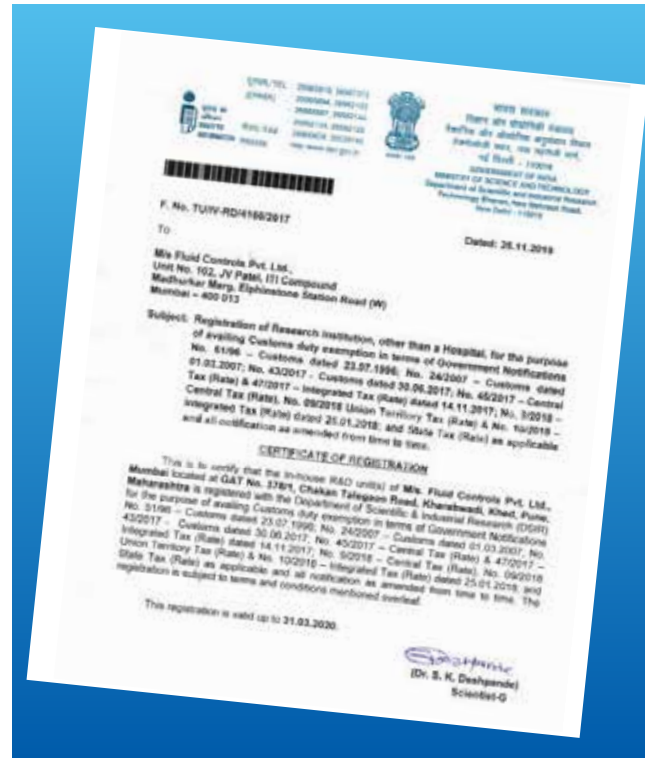 भारत सरकार
नई दिल्ली - 110016
GOVERNMENT OF INDIA
MINISTRY OF SCIENCE AND TECHNOLOGY
Department of Scientific and Industrial Research
Technology Bhavan, New Mehrauli Road,
New Delhi - 110016
F. No. TU/IV-RD/4166/2017
Dated: 26.11.2019
To
M/s Fluid Controls Pvt. Ltd.,
Unit No. 102, JV Patel, ITI Compound
Madhurkar Marg, Elphinstone Station Road (W)
Mumbai – 400 013
Subject: Registration of Research Institution, other than a Hospital, for the purpose
of availing Customs duty exemption in terms of Government Notifications
No. 51/96 – Customs dated 23.07.1996; No. 24/2007 – Customs dated
01.03.2007; No. 43/2017 - Customs dated 30.06.2017; No. 45/2017 – Central
Tax (Rate) & 47/2017 – Integrated Tax (Rate) dated 14.11.2017; No. 9/2018 –
Central Tax (Rate), No. 09/2018 Union Territory Tax (Rate) & No. 10/2018 –
Integrated Tax (Rate) dated 25.01.2018; and State Tax (Rate) as applicable
and all notification as amended from time to time.
CERTIFICATE OF REGISTRATION
This is to certify that the In-house R&D unit(s) of M/s. Fluid Controls Pvt. Ltd.,
Mumbai located at GAT No. 378/1, Chakan Talegaon Road, Kharabwadi, Khed, Pune,
Maharashtra is registered with the Department of Scientific & Industrial Research (DSIR)
for the purpose of availing Customs duty exemption in terms of Government Notifications
No. 51/96 – Customs dated 23.07.1996; No. 24/2007 - Customs dated 01.03.2007, No.
43/2017 - Customs dated 30.06.2017; No. 45/2017 – Central Tax (Rate) & 47/2017 –
Integrated Tax (Rate) dated 14.11.2017; No. 9/2018 – Central Tax (Rate), No. 09/2018
Union Territory Tax (Rate) & No. 10/2018 – Integrated Tax (Rate) dated 25.01.2018; and
State Tax (Rate) as applicable and all notification as amended from time to time. The
registration is subject to terms and conditions mentioned overleaf.
This registration is valid up to 31.03.2020.
(Dr. S. K. Deshpande)
Scientist-G